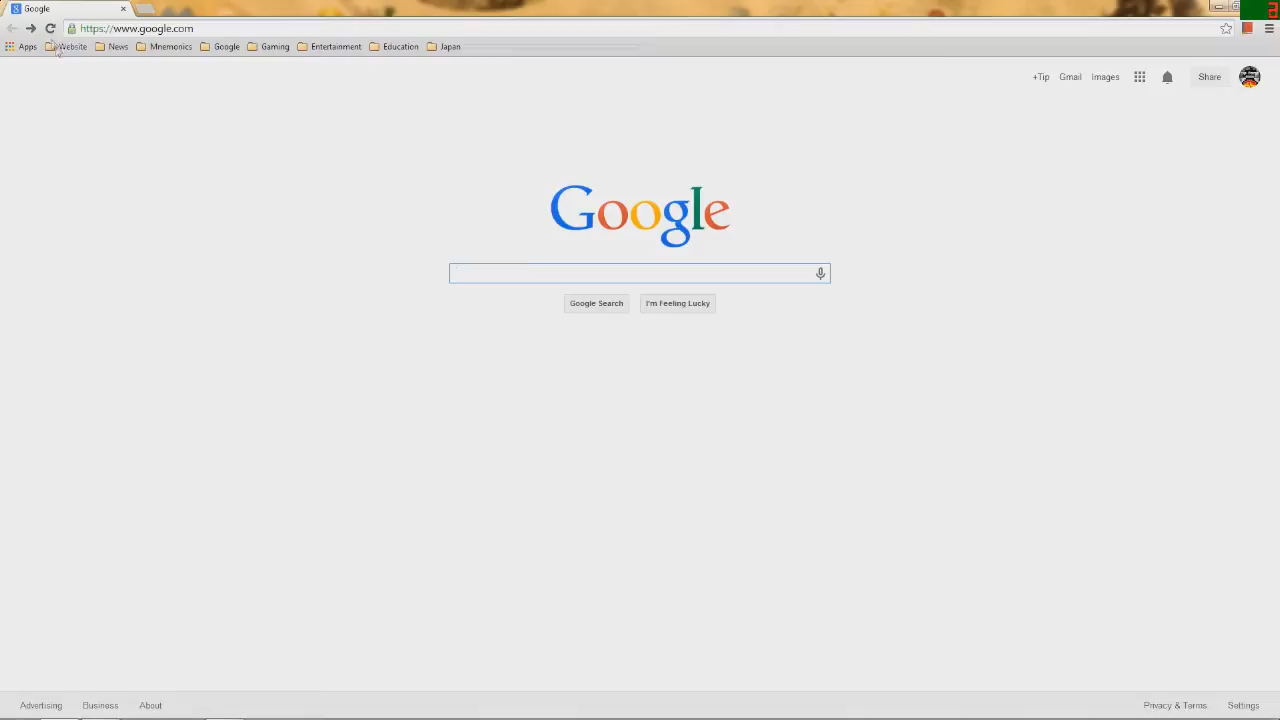 Google
https://www.google.com
Apps Website News Mnemonics Google Gaming Entertainment Education Japan
+Tip Gmail Images Share
Google
Google Search I'm Feeling Lucky
Advertising Business About Privacy & Terms Settings